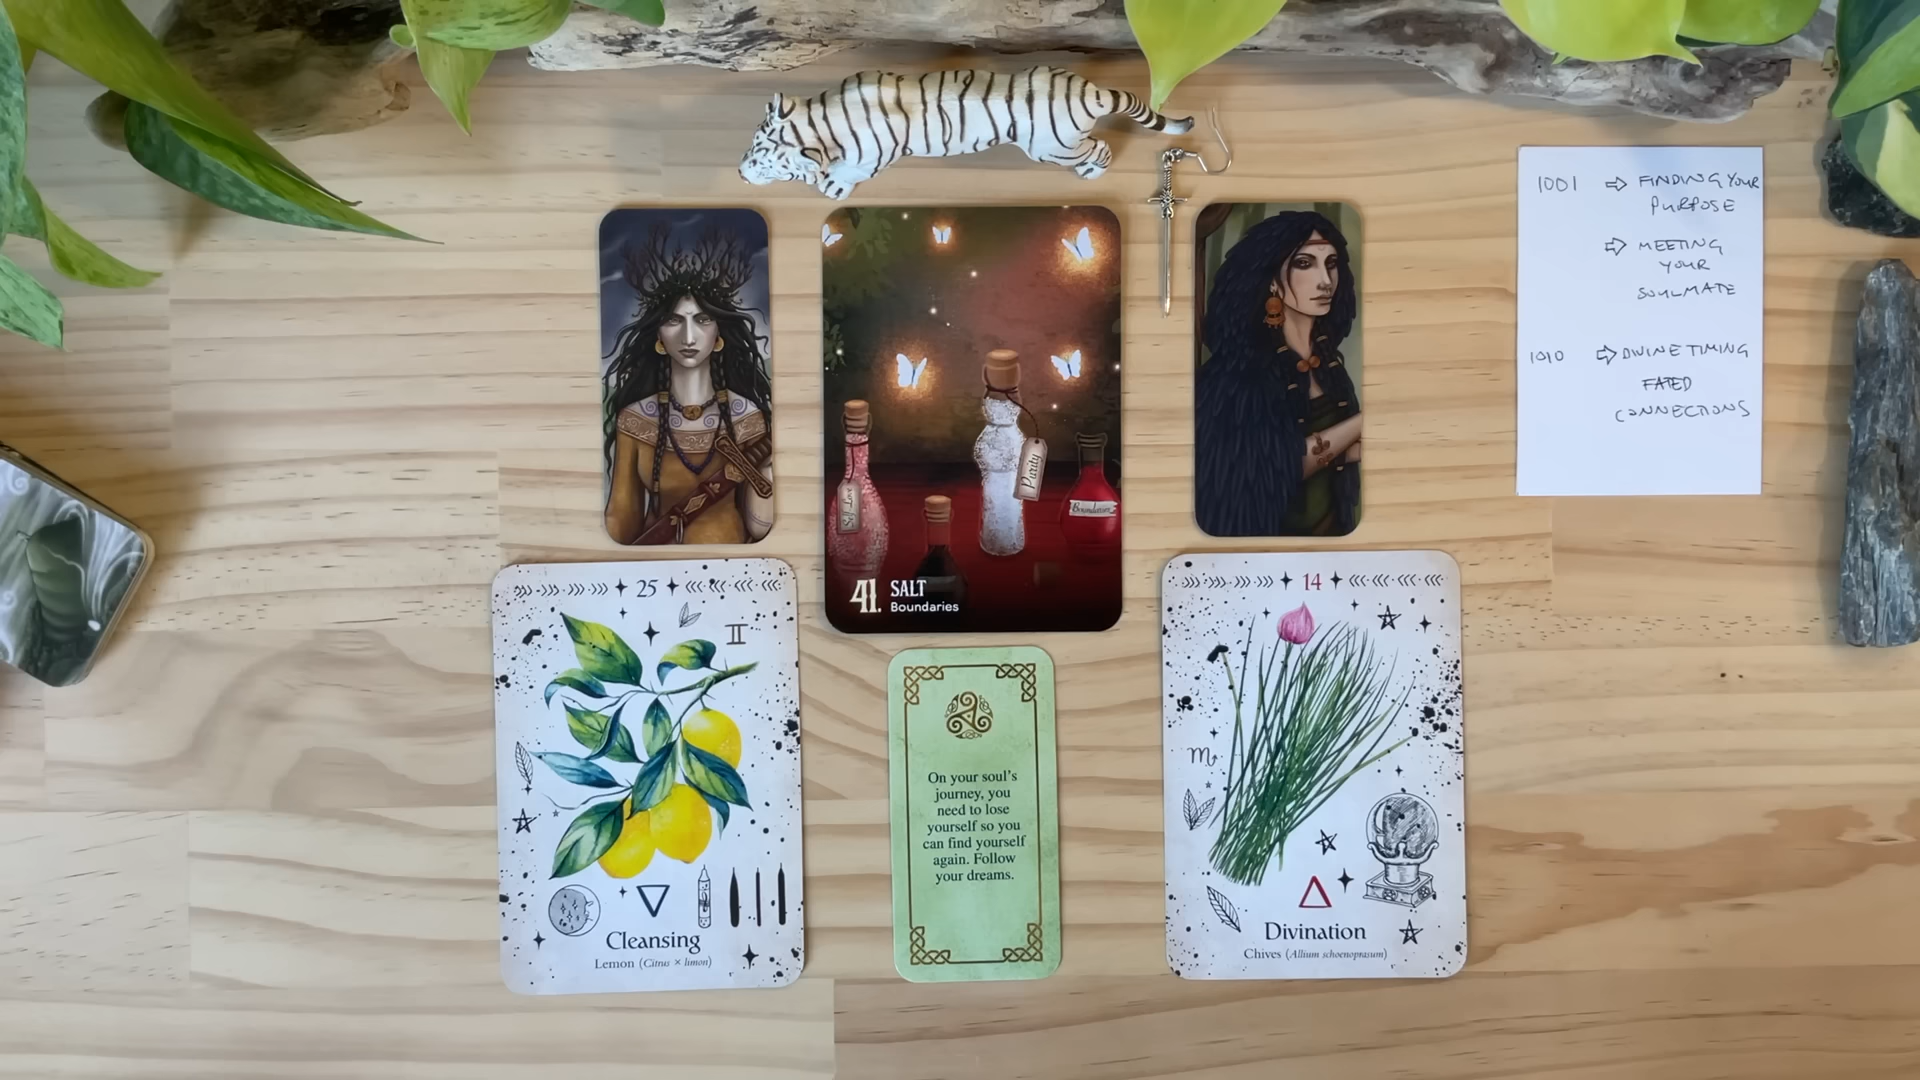 1001 ⇨ FINDING YOUR
PURPOSE
⇨ MEETING
YOUR
SOULMATE
1010 ⇨ DIVINE TIMING
FATED
CONNECTIONS
Self Love
Purity
Boundaries
41. SALT
Boundaries
25
Cleansing
Lemon (Citrus × limon)
On your soul's
journey, you
need to lose
yourself so you
can find yourself
again. Follow
your dreams.
14
Divination
Chives (Allium schoenoprasum)